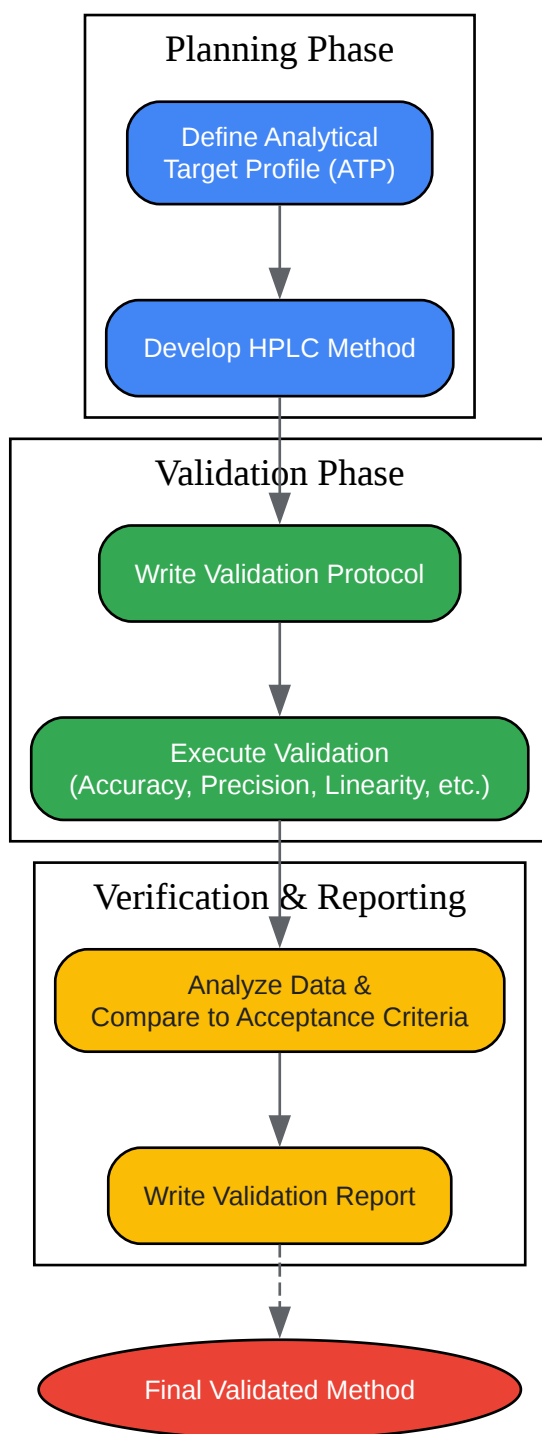 Planning Phase
Define Analytical
Target Profile (ATP)
Develop HPLC Method
Validation Phase
Write Validation Protocol
Execute Validation
(Accuracy, Precision, Linearity, etc.)
Verification & Reporting
Analyze Data &
Compare to Acceptance Criteria
Write Validation Report
Final Validated Method